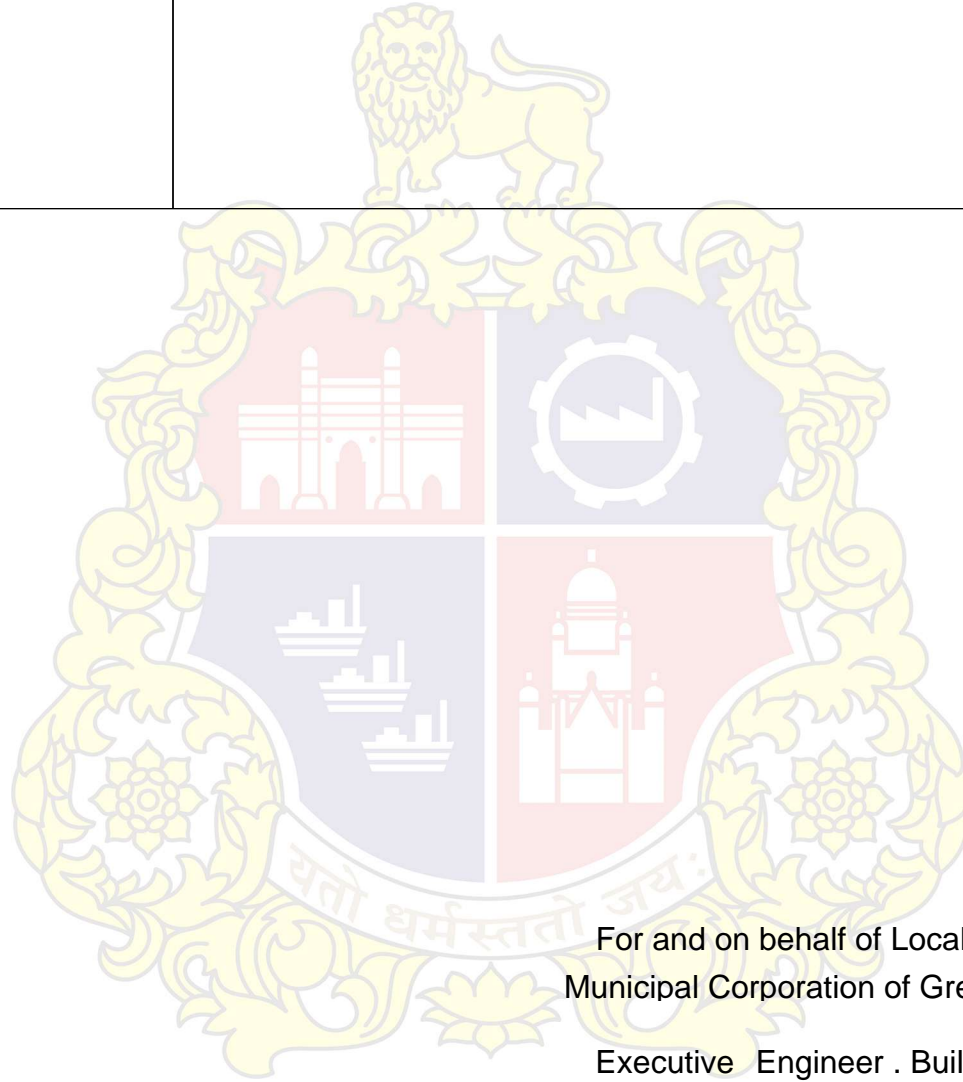 यतो धर्मस्ततो जय:
For and on behalf of Local
Municipal Corporation of Gre
Executive Engineer . Buil